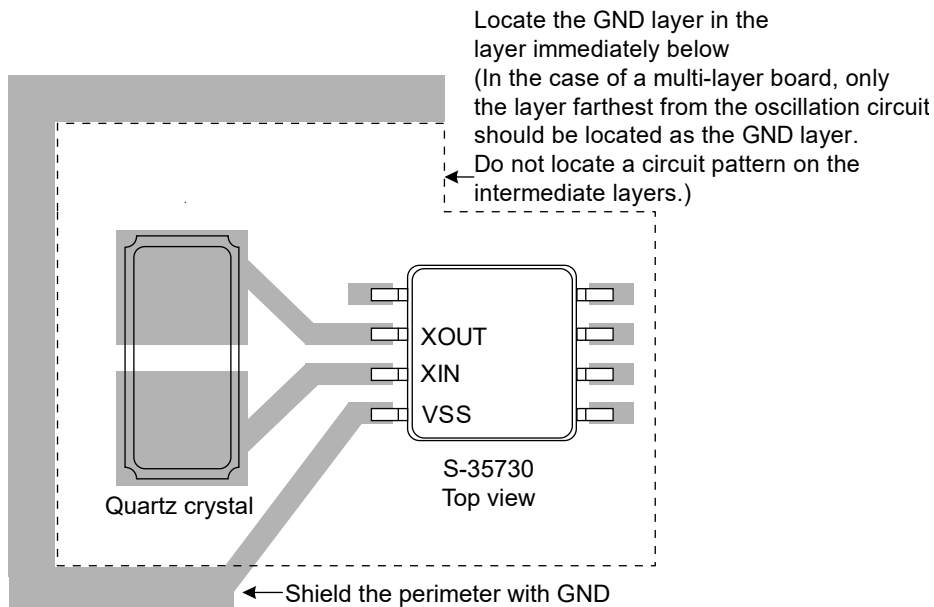 Locate the GND layer in the
layer immediately below
(In the case of a multi-layer board, only
the layer farthest from the oscillation circuit
should be located as the GND layer.
Do not locate a circuit pattern on the
intermediate layers.)
XOUT
XIN
VSS
S-35730
Top view
Quartz crystal
Shield the perimeter with GND